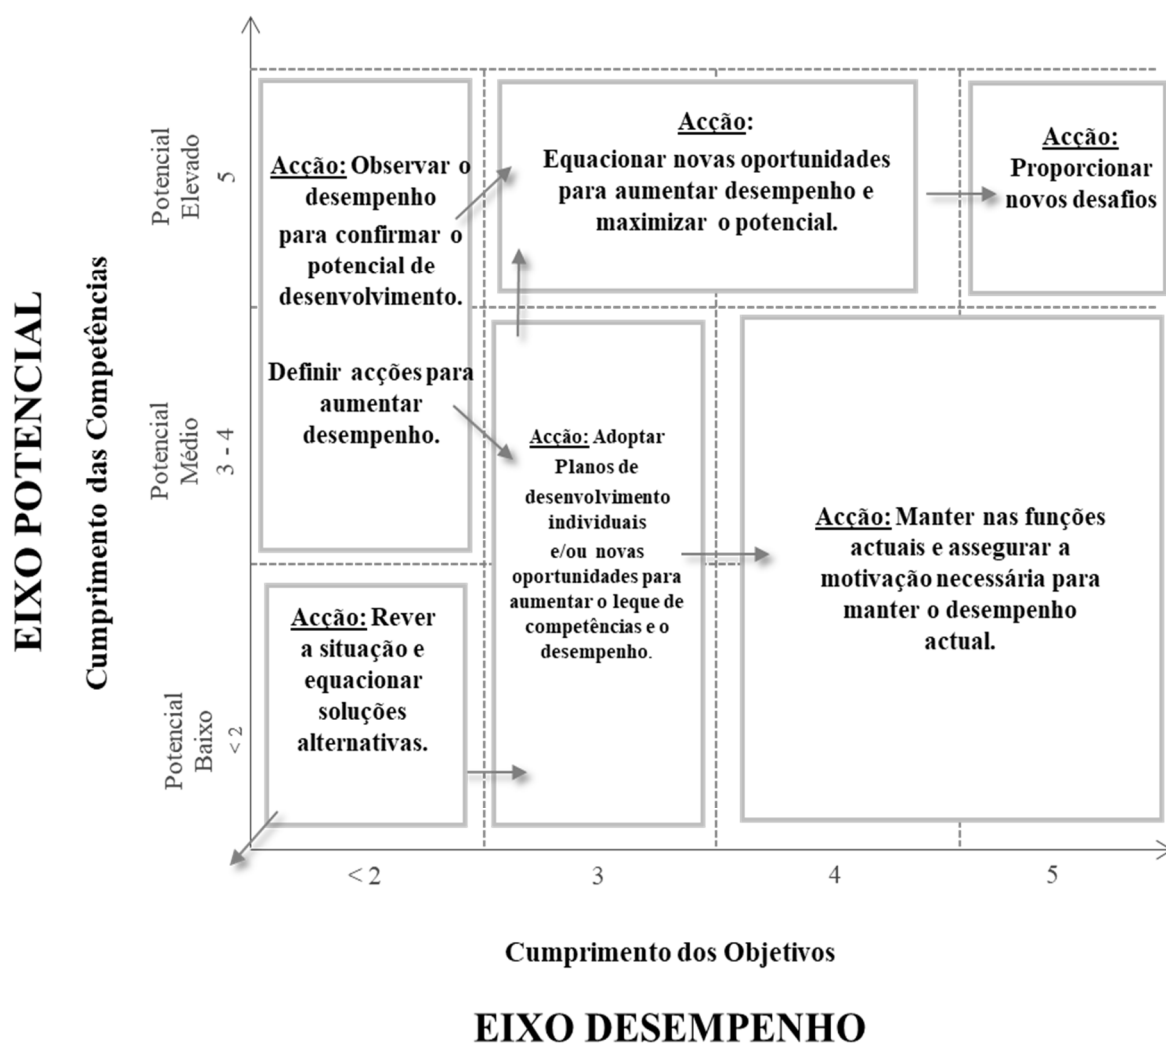 EIXO POTENCIAL
Cumprimento das Competências
Potencial
Elevado
5
Potencial
Médio
3 - 4
Potencial
Baixo
< 2
Acção: Observar o
desempenho
para confirmar o
potencial de
desenvolvimento.
Definir acções para
aumentar
desempenho.
Acção:
Equacionar novas oportunidades
para aumentar desempenho e
maximizar o potencial.
Acção:
Proporcionar
novos desafios
Acção: Rever
a situação e
equacionar
soluções
alternativas.
Acção: Adoptar
Planos de
desenvolvimento
individuais
e/ou novas
oportunidades para
aumentar o leque de
competências e o
desempenho.
Acção: Manter nas funções
actuais e assegurar a
motivação necessária para
manter o desempenho
actual.
< 2
3
4
5
Cumprimento dos Objetivos
EIXO DESEMPENHO